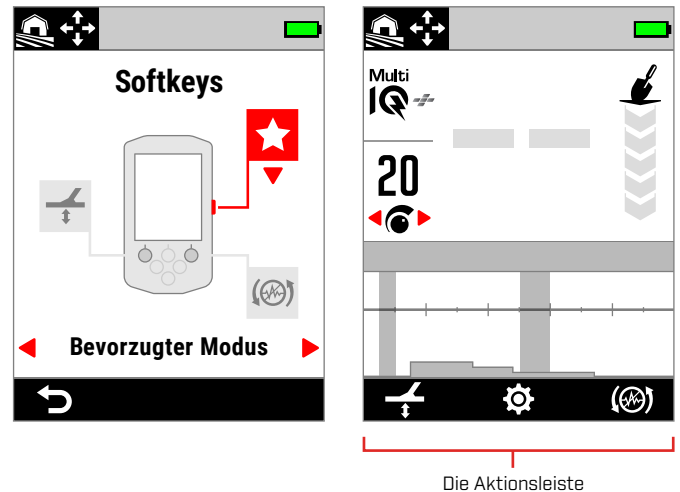 Softkeys
Bevorzugter Modus
Multi
IQ
20
Die Aktionsleiste